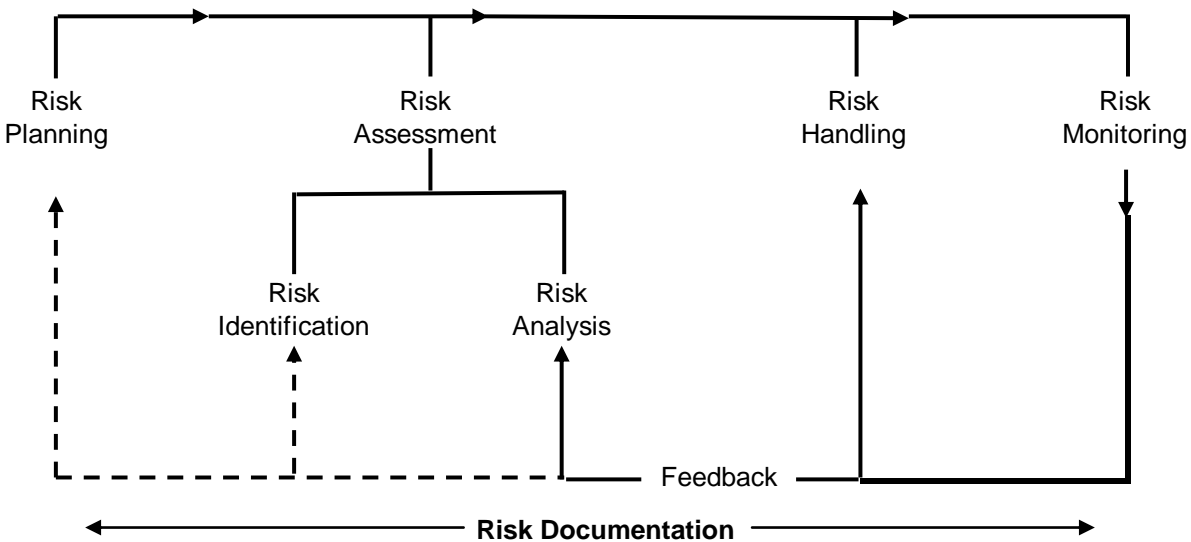 Risk
Planning
Risk
Assessment
Risk
Handling
Risk
Monitoring
Risk
Identification
Risk
Analysis
Feedback
Risk Documentation